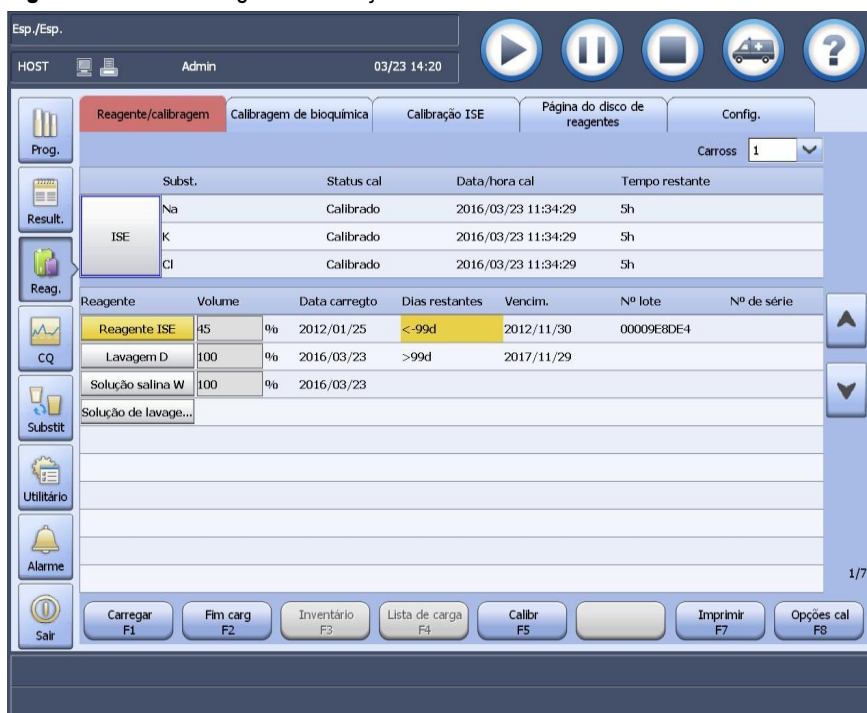 Esp./Esp.
HOST Admin 03/23 14:20
?
Reagente/calibragem Calibragem de bioquímica Calibração ISE Página do disco de reagentes Config.
Carross 1
Subst. Status cal Data/hora cal Tempo restante
ISE
Na Calibrado 2016/03/23 11:34:29 5h
K Calibrado 2016/03/23 11:34:29 5h
Cl Calibrado 2016/03/23 11:34:29 5h
Reagente Volume Data carregto Dias restantes Vencim. Nº lote Nº de série
Reagente ISE 45 % 2012/01/25 <-99d 2012/11/30 00009E8DE4
Lavagem D 100 % 2016/03/23 >99d 2017/11/29
Solução salina W 100 % 2016/03/23
Solução de lavage...
Prog.
Result.
Reag.
CQ
Substit
Utilitário
Alarme
Sair
1/7
Carregar F1
Fim carg F2
Inventário F3
Lista de carga F4
Calibr F5
Imprimir F7
Opções cal F8